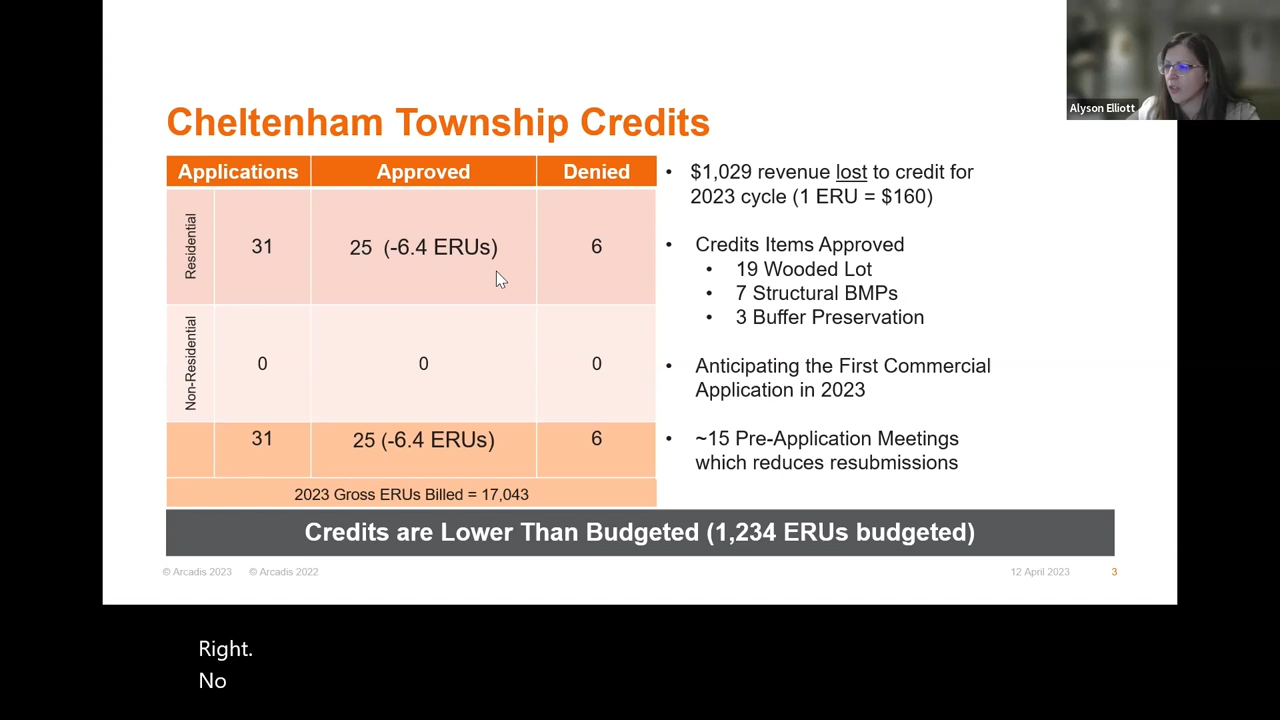 Alyson Elliott
Cheltenham Township Credits
Applications Approved Denied
Residential 31 25 (-6.4 ERUs) 6
Non-Residential 0 0 0
31 25 (-6.4 ERUs) 6
2023 Gross ERUs Billed = 17,043
• $1,029 revenue lost to credit for
2023 cycle (1 ERU = $160)
• Credits Items Approved
• 19 Wooded Lot
• 7 Structural BMPs
• 3 Buffer Preservation
• Anticipating the First Commercial
Application in 2023
• ~15 Pre-Application Meetings
which reduces resubmissions
Credits are Lower Than Budgeted (1,234 ERUs budgeted)
© Arcadis 2023 © Arcadis 2022 12 April 2023 3
Right.
No